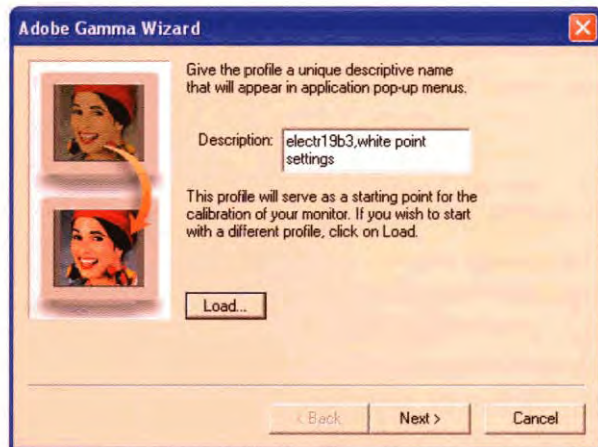 Adobe Gamma Wizard
Give the profile a unique descriptive name
that will appear in application pop-up menus.
Description:
electr19b3,white point
settings
This profile will serve as a starting point for the
calibration of your monitor. If you wish to start
with a different profile, click on Load.
Load...
< Back
Next >
Cancel